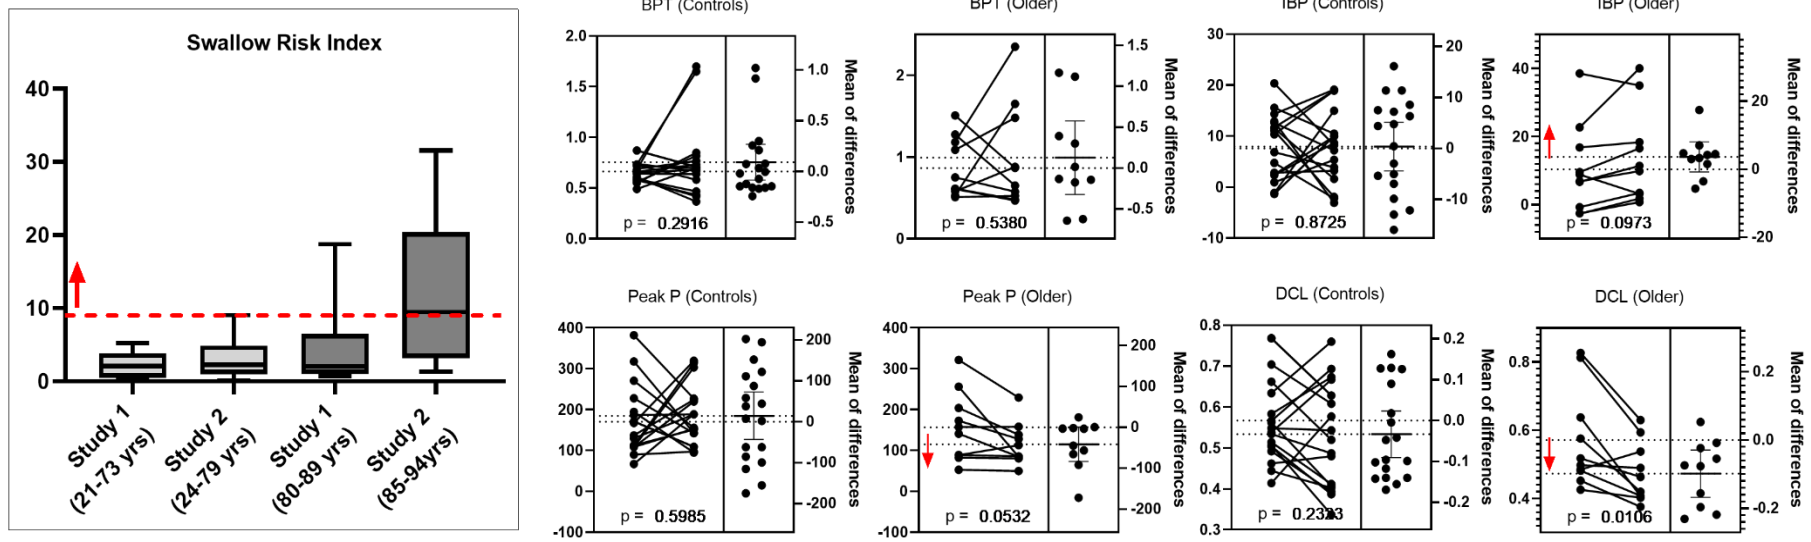 Swallow Risk Index
40
30
20
10
0
Study 1
(21-73 yrs)
Study 2
(24-79 yrs)
Study 1
(80-89 yrs)
Study 2
(85-94yrs)
BPT (Controls)
2.0
1.5
1.0
0.5
0.0
p = 0.2916
1.0
0.5
0.0
-0.5
Mean of differences
BPT (Older)
2
1
0
p = 0.5380
1.5
1.0
0.5
0.0
-0.5
Mean of differences
IBP (Controls)
30
20
10
0
-10
p = 0.8725
20
10
0
-10
Mean of differences
IBP (Older)
40
20
0
p = 0.0973
20
0
-20
Mean of differences
Peak P (Controls)
400
300
200
100
0
-100
p = 0.5985
200
100
0
-100
-200
Mean of differences
Peak P (Older)
400
300
200
100
0
-100
p = 0.0532
200
100
0
-100
-200
Mean of differences
DCL (Controls)
0.8
0.7
0.6
0.5
0.4
0.3
p =
0.2
0.1
0.0
-0.1
-0.2
Mean of differences
DCL (Older)
0.8
0.6
0.4
p = 0.0106
0.2
0.0
-0.2
Mean of differences